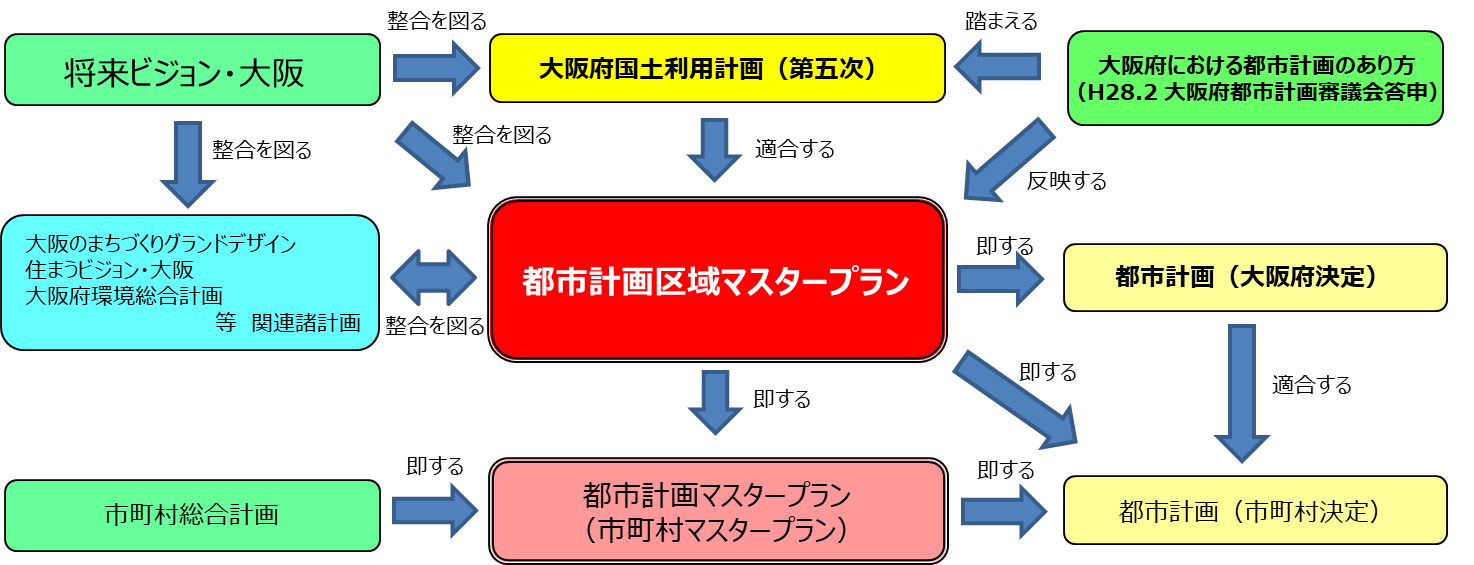 整合を図る
踏まえる
将来ビジョン・大阪
大阪府国土利用計画（第五次）
大阪府における都市計画のあり方
（H28.2 大阪府都市計画審議会答申）
整合を図る
整合を図る
適合する
反映する
大阪のまちづくりグランドデザイン
住まうビジョン・大阪
大阪府環境総合計画
等　関連諸計画
整合を図る
都市計画区域マスタープラン
即する
都市計画（大阪府決定）
即する
即する
適合する
市町村総合計画
即する
都市計画マスタープラン
（市町村マスタープラン）
即する
都市計画（市町村決定）